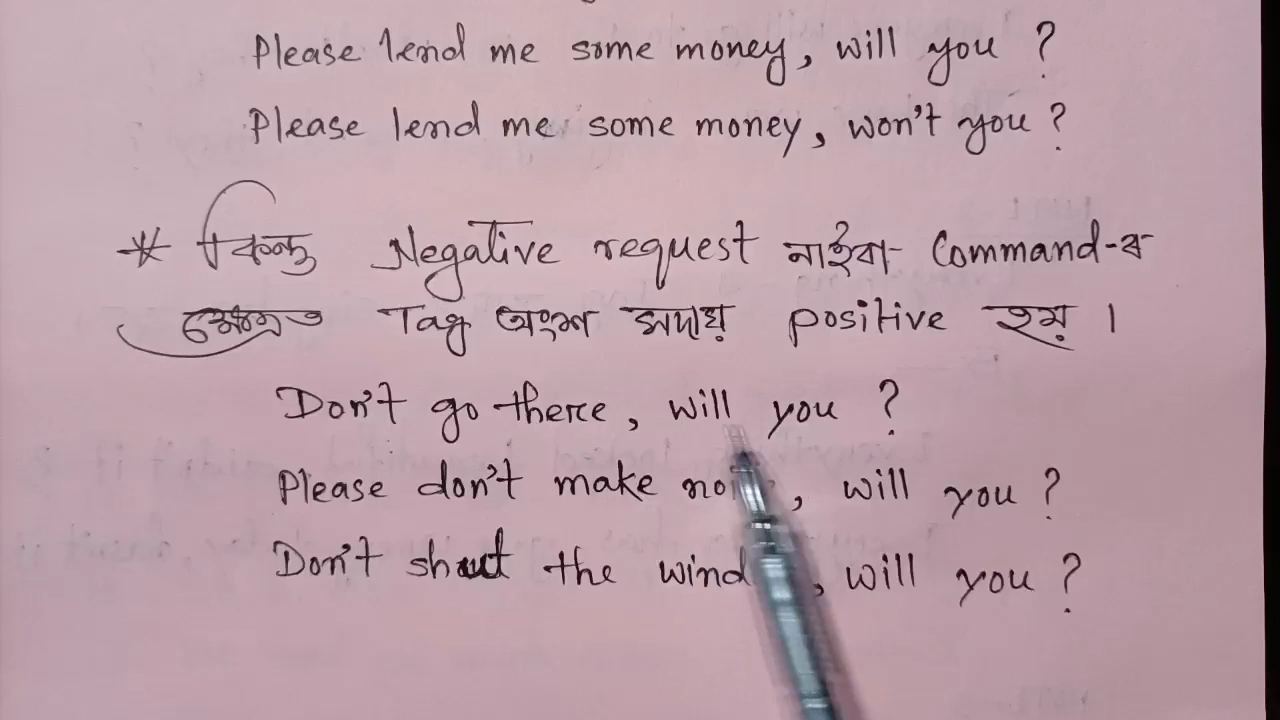 Please lend me some money, will you ?
Please lend me some money, won't you ?
* কিন্তু Negative request নাইবা Command-ৰ
ক্ষেত্ৰত Tag অংশ সদায় positive হয় ।
Don't go there, will you ?
Please don't make , will you ?
Don't shut the , will you ?